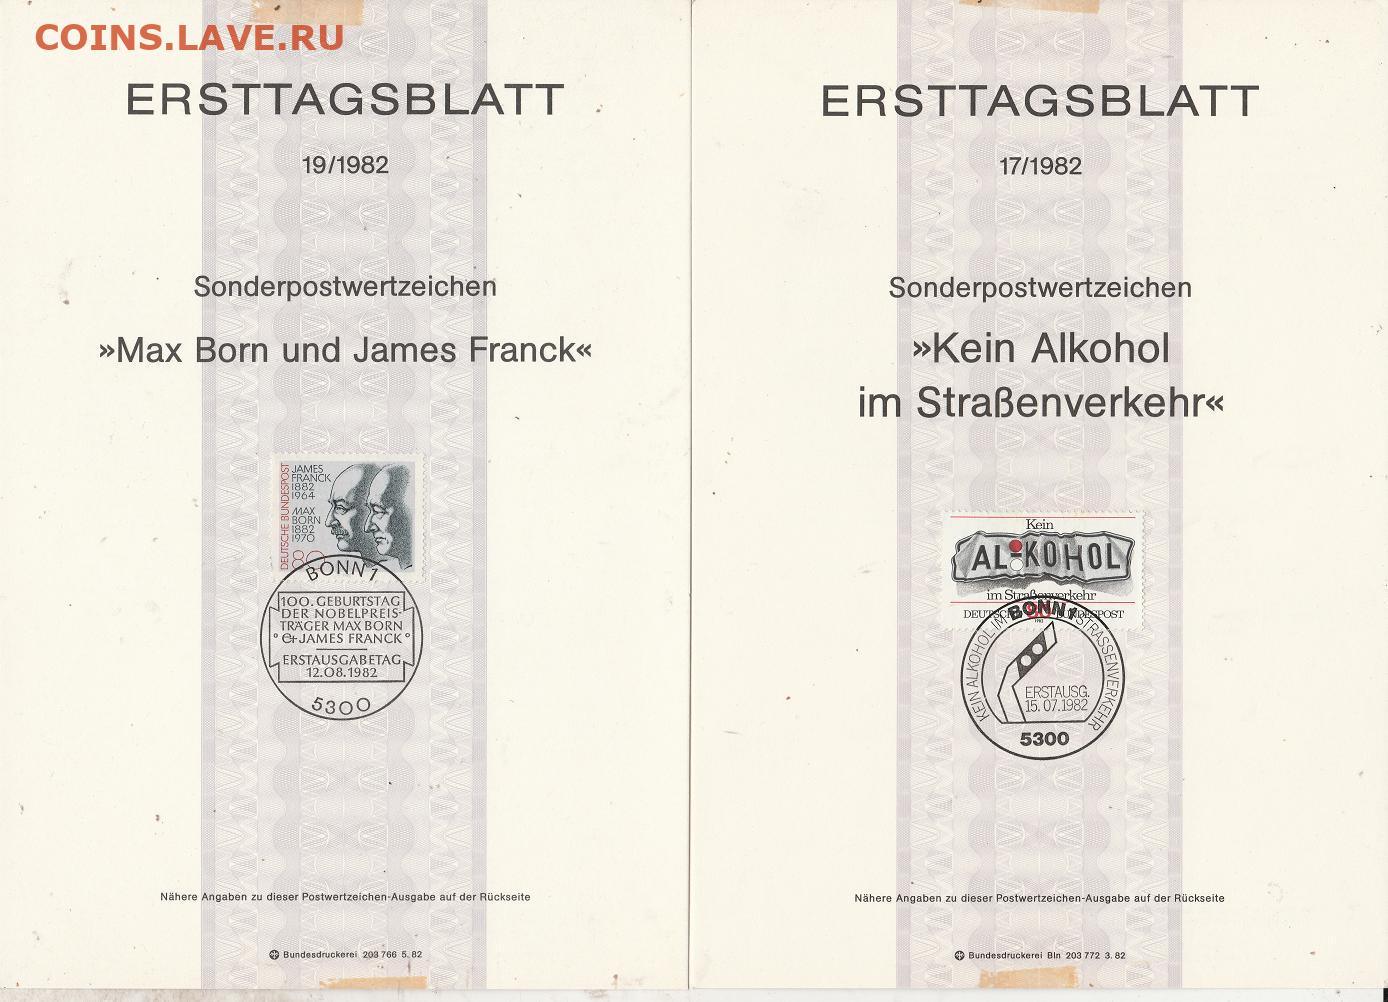 COINS.LAVE.RU
ERSTTAGSBLATT
19/1982
Sonderpostwertzeichen
»Max Born und James Franck«
DEUTSCHE BUNDESPOST
JAMES
FRANCK
1882
1964
MAX
BORN
1882
1970
80
BONN 1
100. GEBURTSTAG
DER NOBELPREIS-
TRÄGER MAX BORN
& JAMES FRANCK
ERSTAUSGABETAG
12.08.1982
5300
Nähere Angaben zu dieser Postwertzeichen-Ausgabe auf der Rückseite
Bundesdruckerei 203 766 5. 82
ERSTTAGSBLATT
17/1982
Sonderpostwertzeichen
»Kein Alkohol
im Straßenverkehr«
Kein
ALKOHOL
im Straßenverkehr
DEUTSCHE BUNDESPOST
1982
BONN 1
KEIN ALKOHOL IM STRASSENVERKEHR
ERSTAUSG.
15.07.1982
5300
Nähere Angaben zu dieser Postwertzeichen-Ausgabe auf der Rückseite
Bundesdruckerei Bln 203 772 3. 82